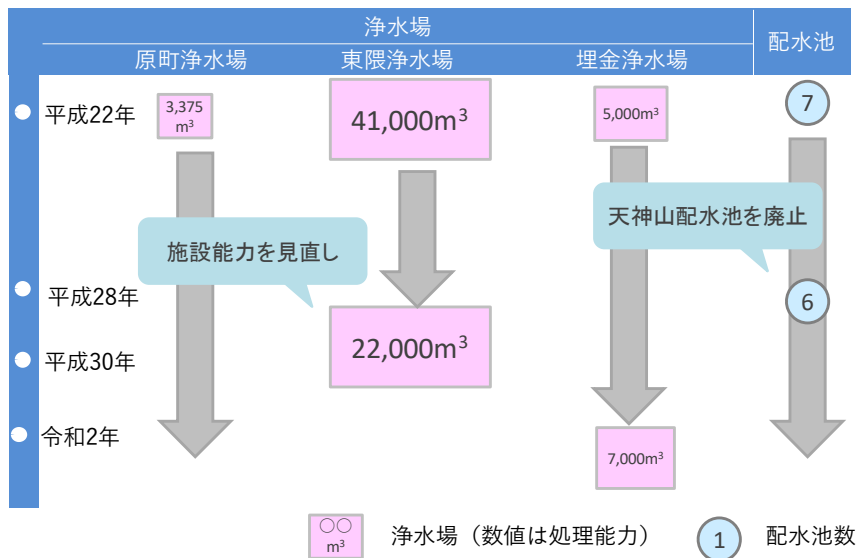 浄水場
配水池
原町浄水場
東隈浄水場
埋金浄水場
平成22年
3,375
m³
41,000m³
5,000m³
7
施設能力を見直し
天神山配水池を廃止
平成28年
6
22,000m³
平成30年
令和2年
7,000m³
○○
m³
浄水場（数値は処理能力）
1
配水池数